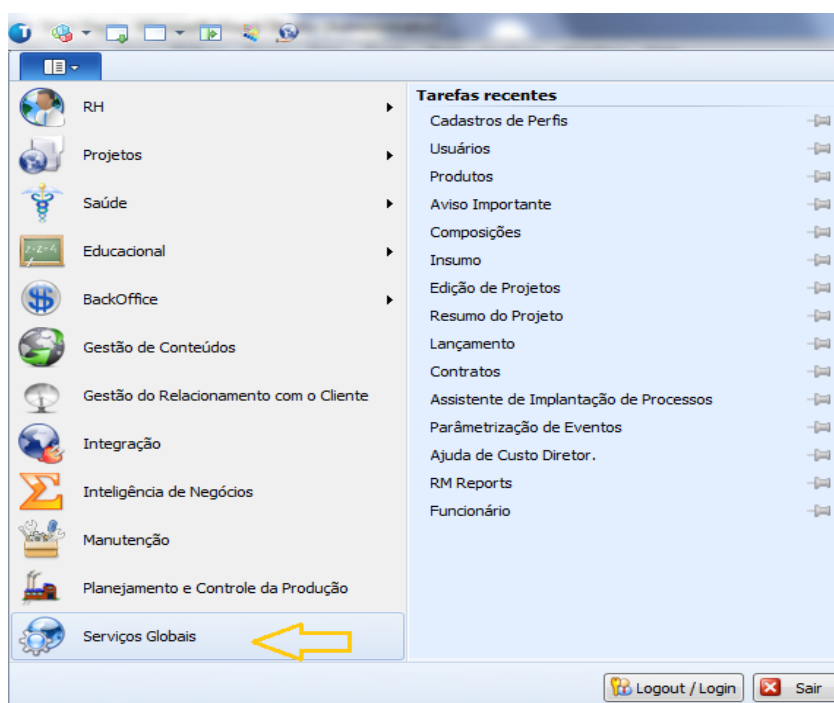 RH
Projetos
Saúde
Educacional
BackOffice
Gestão de Conteúdos
Gestão do Relacionamento com o Cliente
Integração
Inteligência de Negócios
Manutenção
Planejamento e Controle da Produção
Serviços Globais
Tarefas recentes
Cadastros de Perfis
Usuários
Produtos
Aviso Importante
Composições
Insumo
Edição de Projetos
Resumo do Projeto
Lançamento
Contratos
Assistente de Implantação de Processos
Parâmetrização de Eventos
Ajuda de Custo Diretor.
RM Reports
Funcionário
Logout / Login
Sair